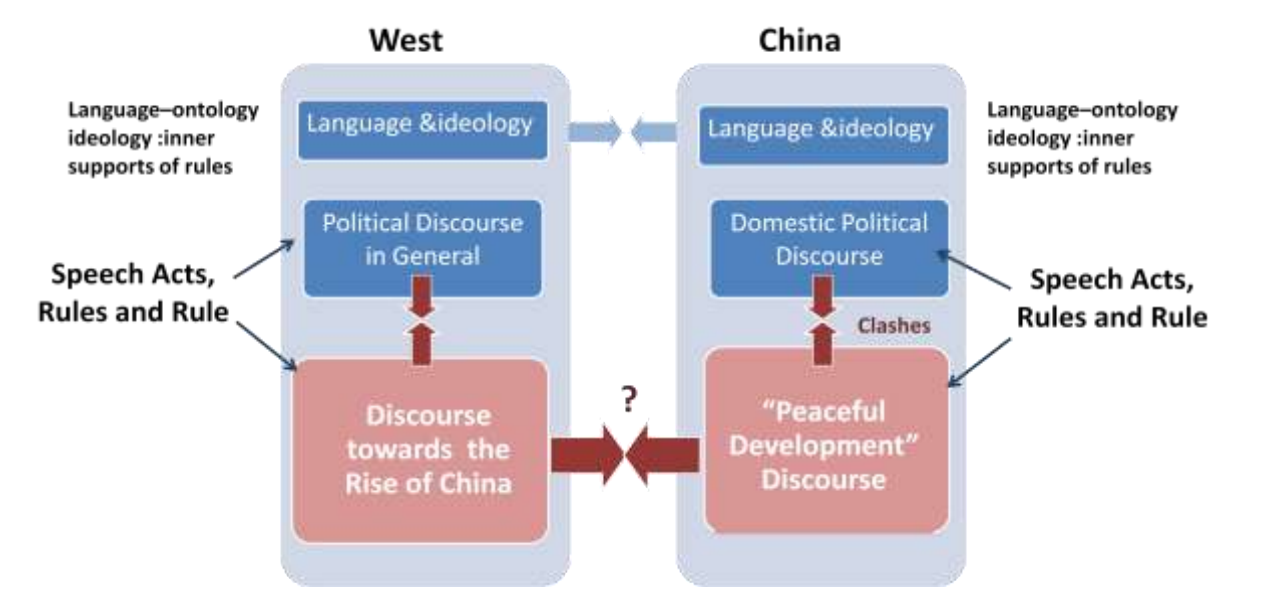 West
China
Language–ontology
ideology :inner
supports of rules
Language &ideology
Language &ideology
Language–ontology
ideology :inner
supports of rules
Political Discourse
in General
Domestic Political
Discourse
Speech Acts,
Rules and Rule
Speech Acts,
Rules and Rule
Clashes
Discourse
towards  the
Rise of China
?
“Peaceful
Development”
Discourse